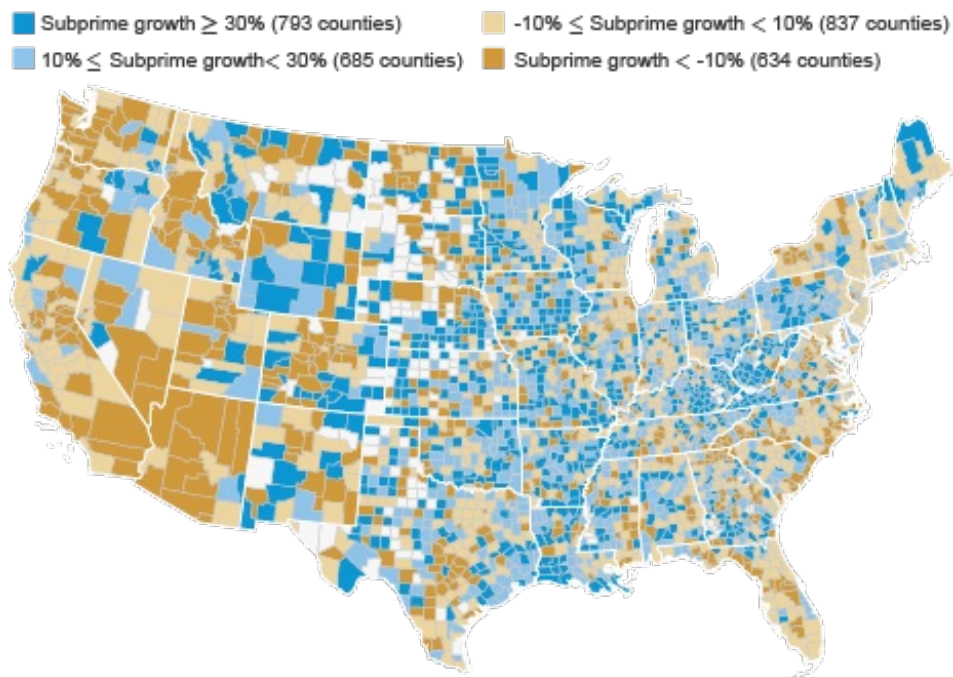 Subprime growth ≥ 30% (793 counties)
-10% ≤ Subprime growth < 10% (837 counties)
10% ≤ Subprime growth< 30% (685 counties)
Subprime growth < -10% (634 counties)